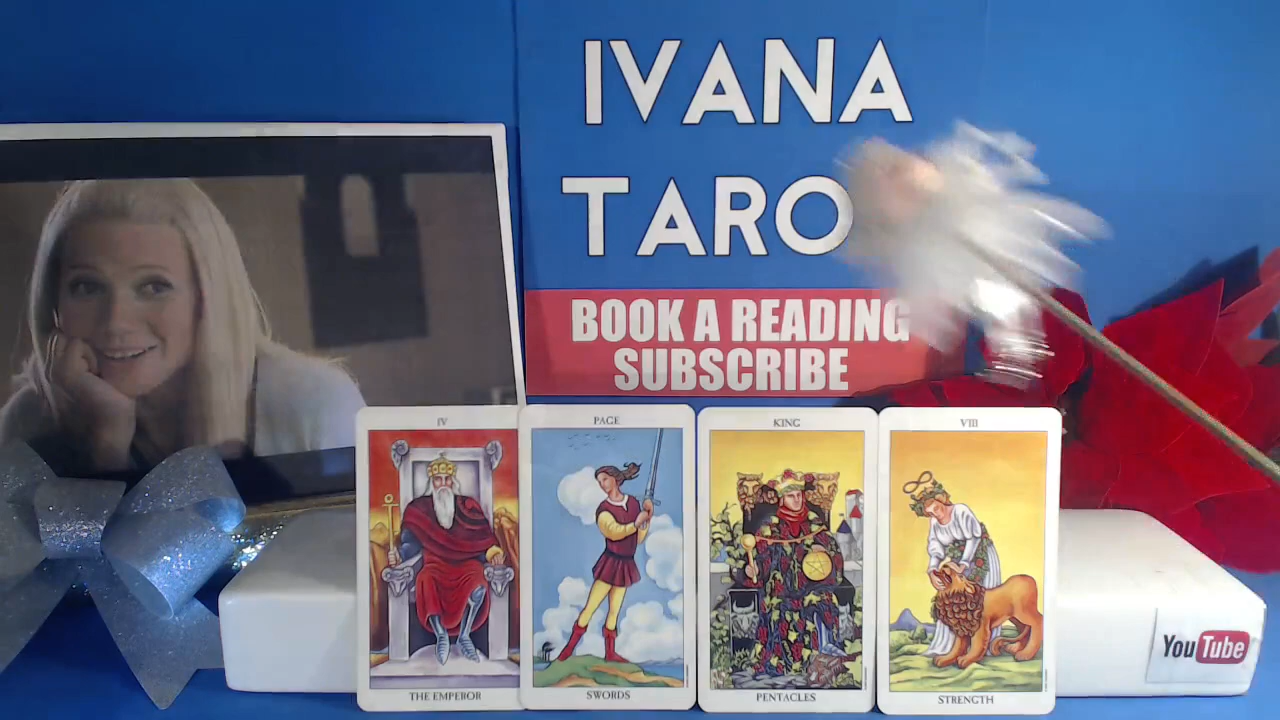 IVANA
TARO
BOOK A READING
SUBSCRIBE
IV
THE EMPEROR
PAGE
SWORDS
KING
PENTACLES
VIII
STRENGTH
YouTube